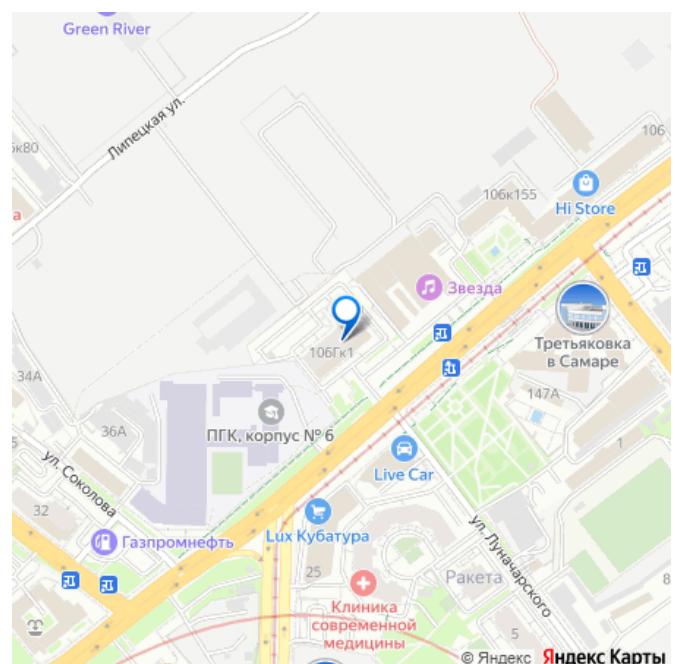 Green River
Липецкая ул.
6к80
106
106к155
Hi Store
а
Звезда
Третьяковка
в Самаре
106Гк1
34А
147А
36А
ПГК, корпус № 6
1
Live Car
ул. Соколова
32
Газпромнефть
Lux Кубатура
ул. Луначарского
25
Ракета
8
Клиника
современной
медицины
5
© Яндекс Яндекс Карты